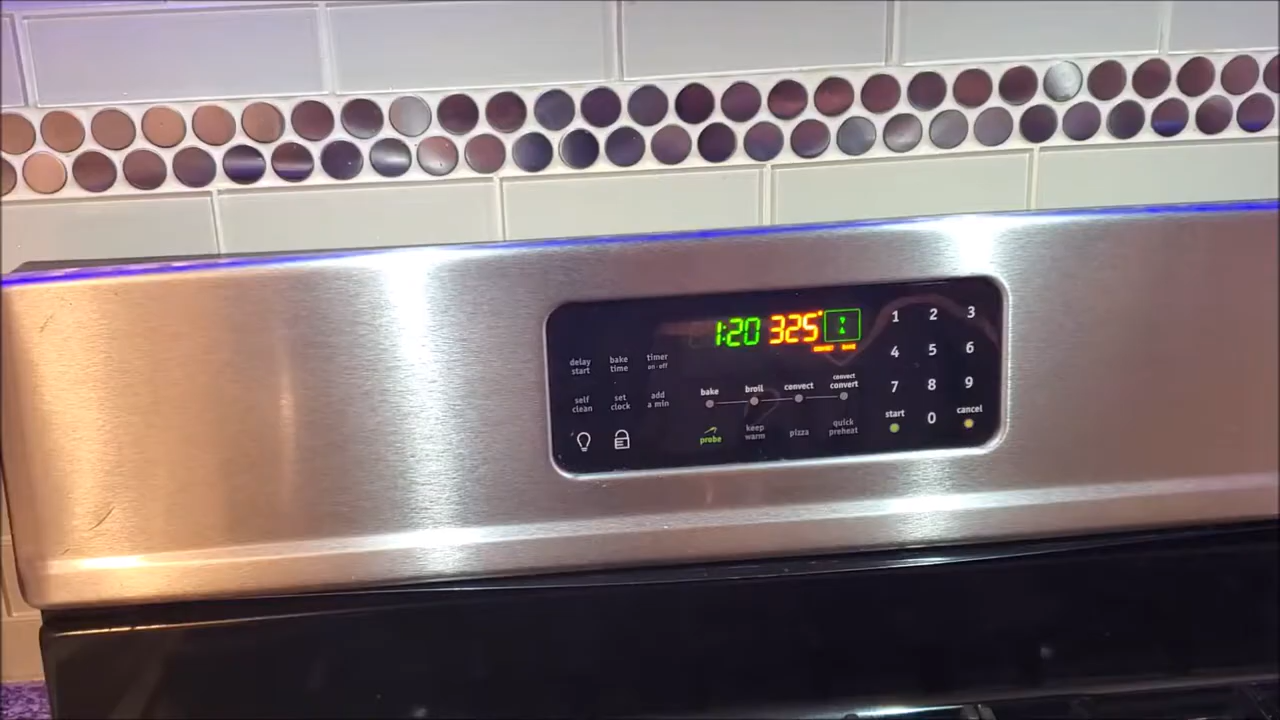 1:20 325°
CONVECT BAKE
delay start
bake time
timer on-off
self clean
set clock
add a min
bake broil convect convect convert
probe
keep warm
pizza
quick preheat
1 2 3
4 5 6
7 8 9
start 0 cancel